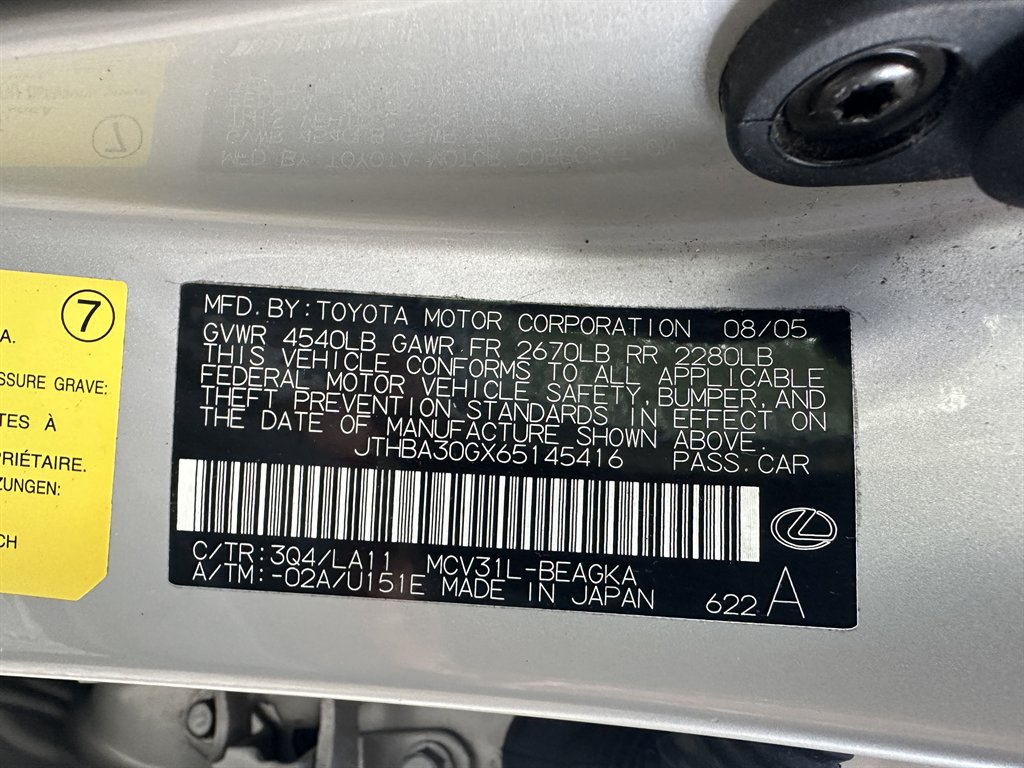 7
A.
SSURE GRAVE:
TES À
PRIÉTAIRE.
ZUNGEN:
CH
MFD. BY: TOYOTA MOTOR CORPORATION 08/05
GVWR 4540LB GAWR FR 2670LB RR 2280LB
THIS VEHICLE CONFORMS TO ALL APPLICABLE
FEDERAL MOTOR VEHICLE SAFETY, BUMPER, AND
THEFT PREVENTION STANDARDS IN EFFECT ON
THE DATE OF MANUFACTURE SHOWN ABOVE.
JTHBA30GX65145416 PASS. CAR
C/TR: 3Q4/LA11 MCV31L-BEAGKA
A/TM: -02A/U151E MADE IN JAPAN 622 A